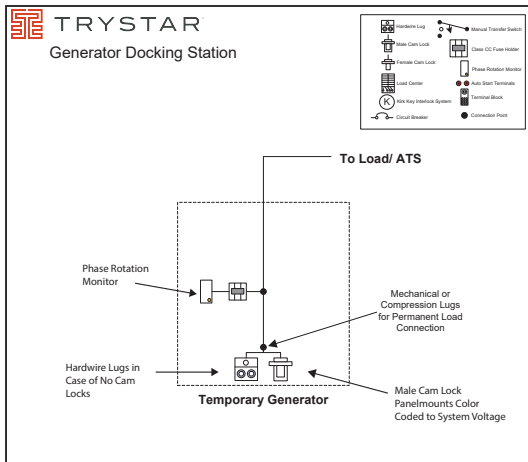 TRYSTAR
Generator Docking Station
Hardwire Lug
Male Cam Lock
Female Cam Lock
Load Center
K
Kirk Key Interlock System
Circuit Breaker
Manual Transfer Switch
Class CC Fuse Holder
Phase Rotation Monitor
Auto Start Terminals
Terminal Block
Connection Point
To Load/ ATS
Phase Rotation
Monitor
Mechanical or
Compression Lugs
for Permanent Load
Connection
Hardwire Lugs in
Case of No Cam
Locks
Temporary Generator
Male Cam Lock
Panelmounts Color
Coded to System Voltage